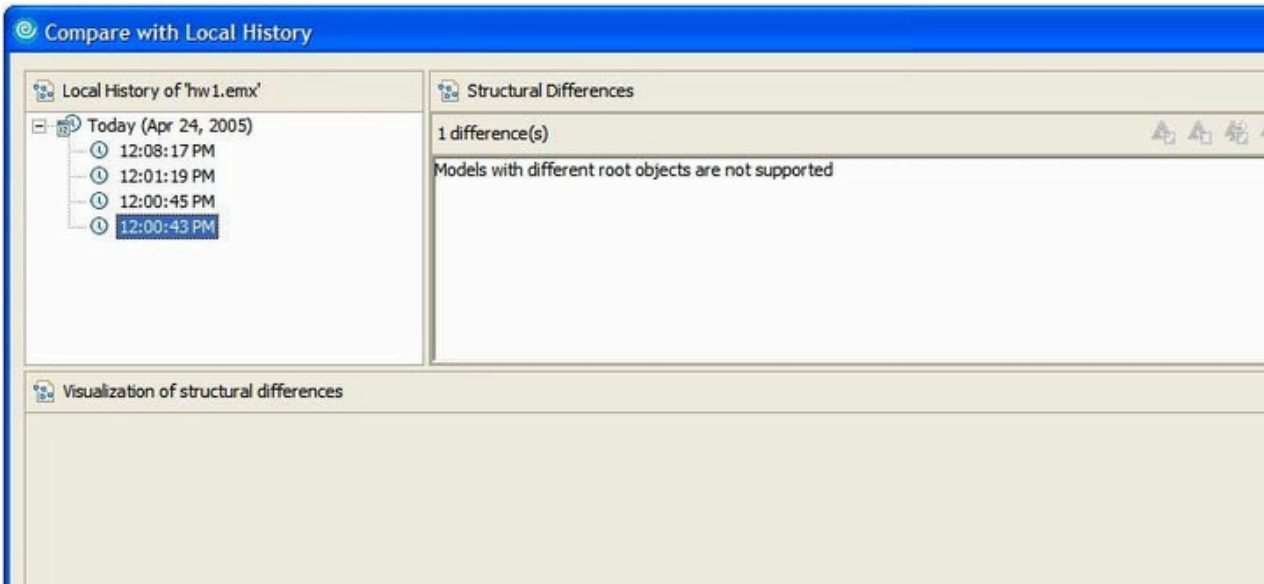 Compare with Local History
Local History of 'hw1.emx'
Today (Apr 24, 2005)
12:08:17 PM
12:01:19 PM
12:00:45 PM
12:00:43 PM
Structural Differences
1 difference(s)
Models with different root objects are not supported
Visualization of structural differences